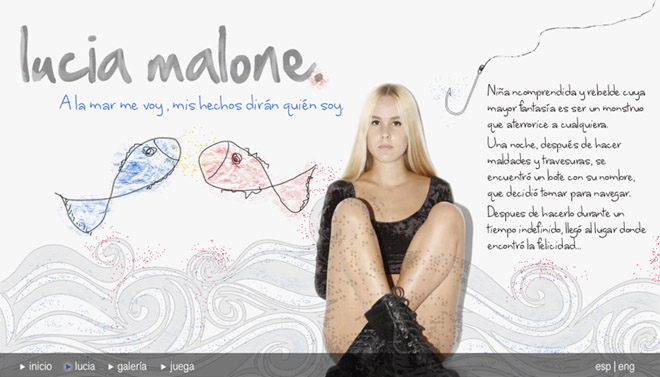 lucia malone.
A la mar me voy, mis hechos dirán quién soy.
Niña ncomprendida y rebelde cuya
mayor fantasía es ser un monstruo
que aterrorice a cualquiera.
Una noche, después de hacer
maldades y travesuras, se
encuentró un bote con su nombre,
que decidió tomar para navegar.
Despues de hacerlo durante un
tiempo indefinido, llegó al lugar donde
encontró la felicidad...
inicio lucia galería juega esp | eng